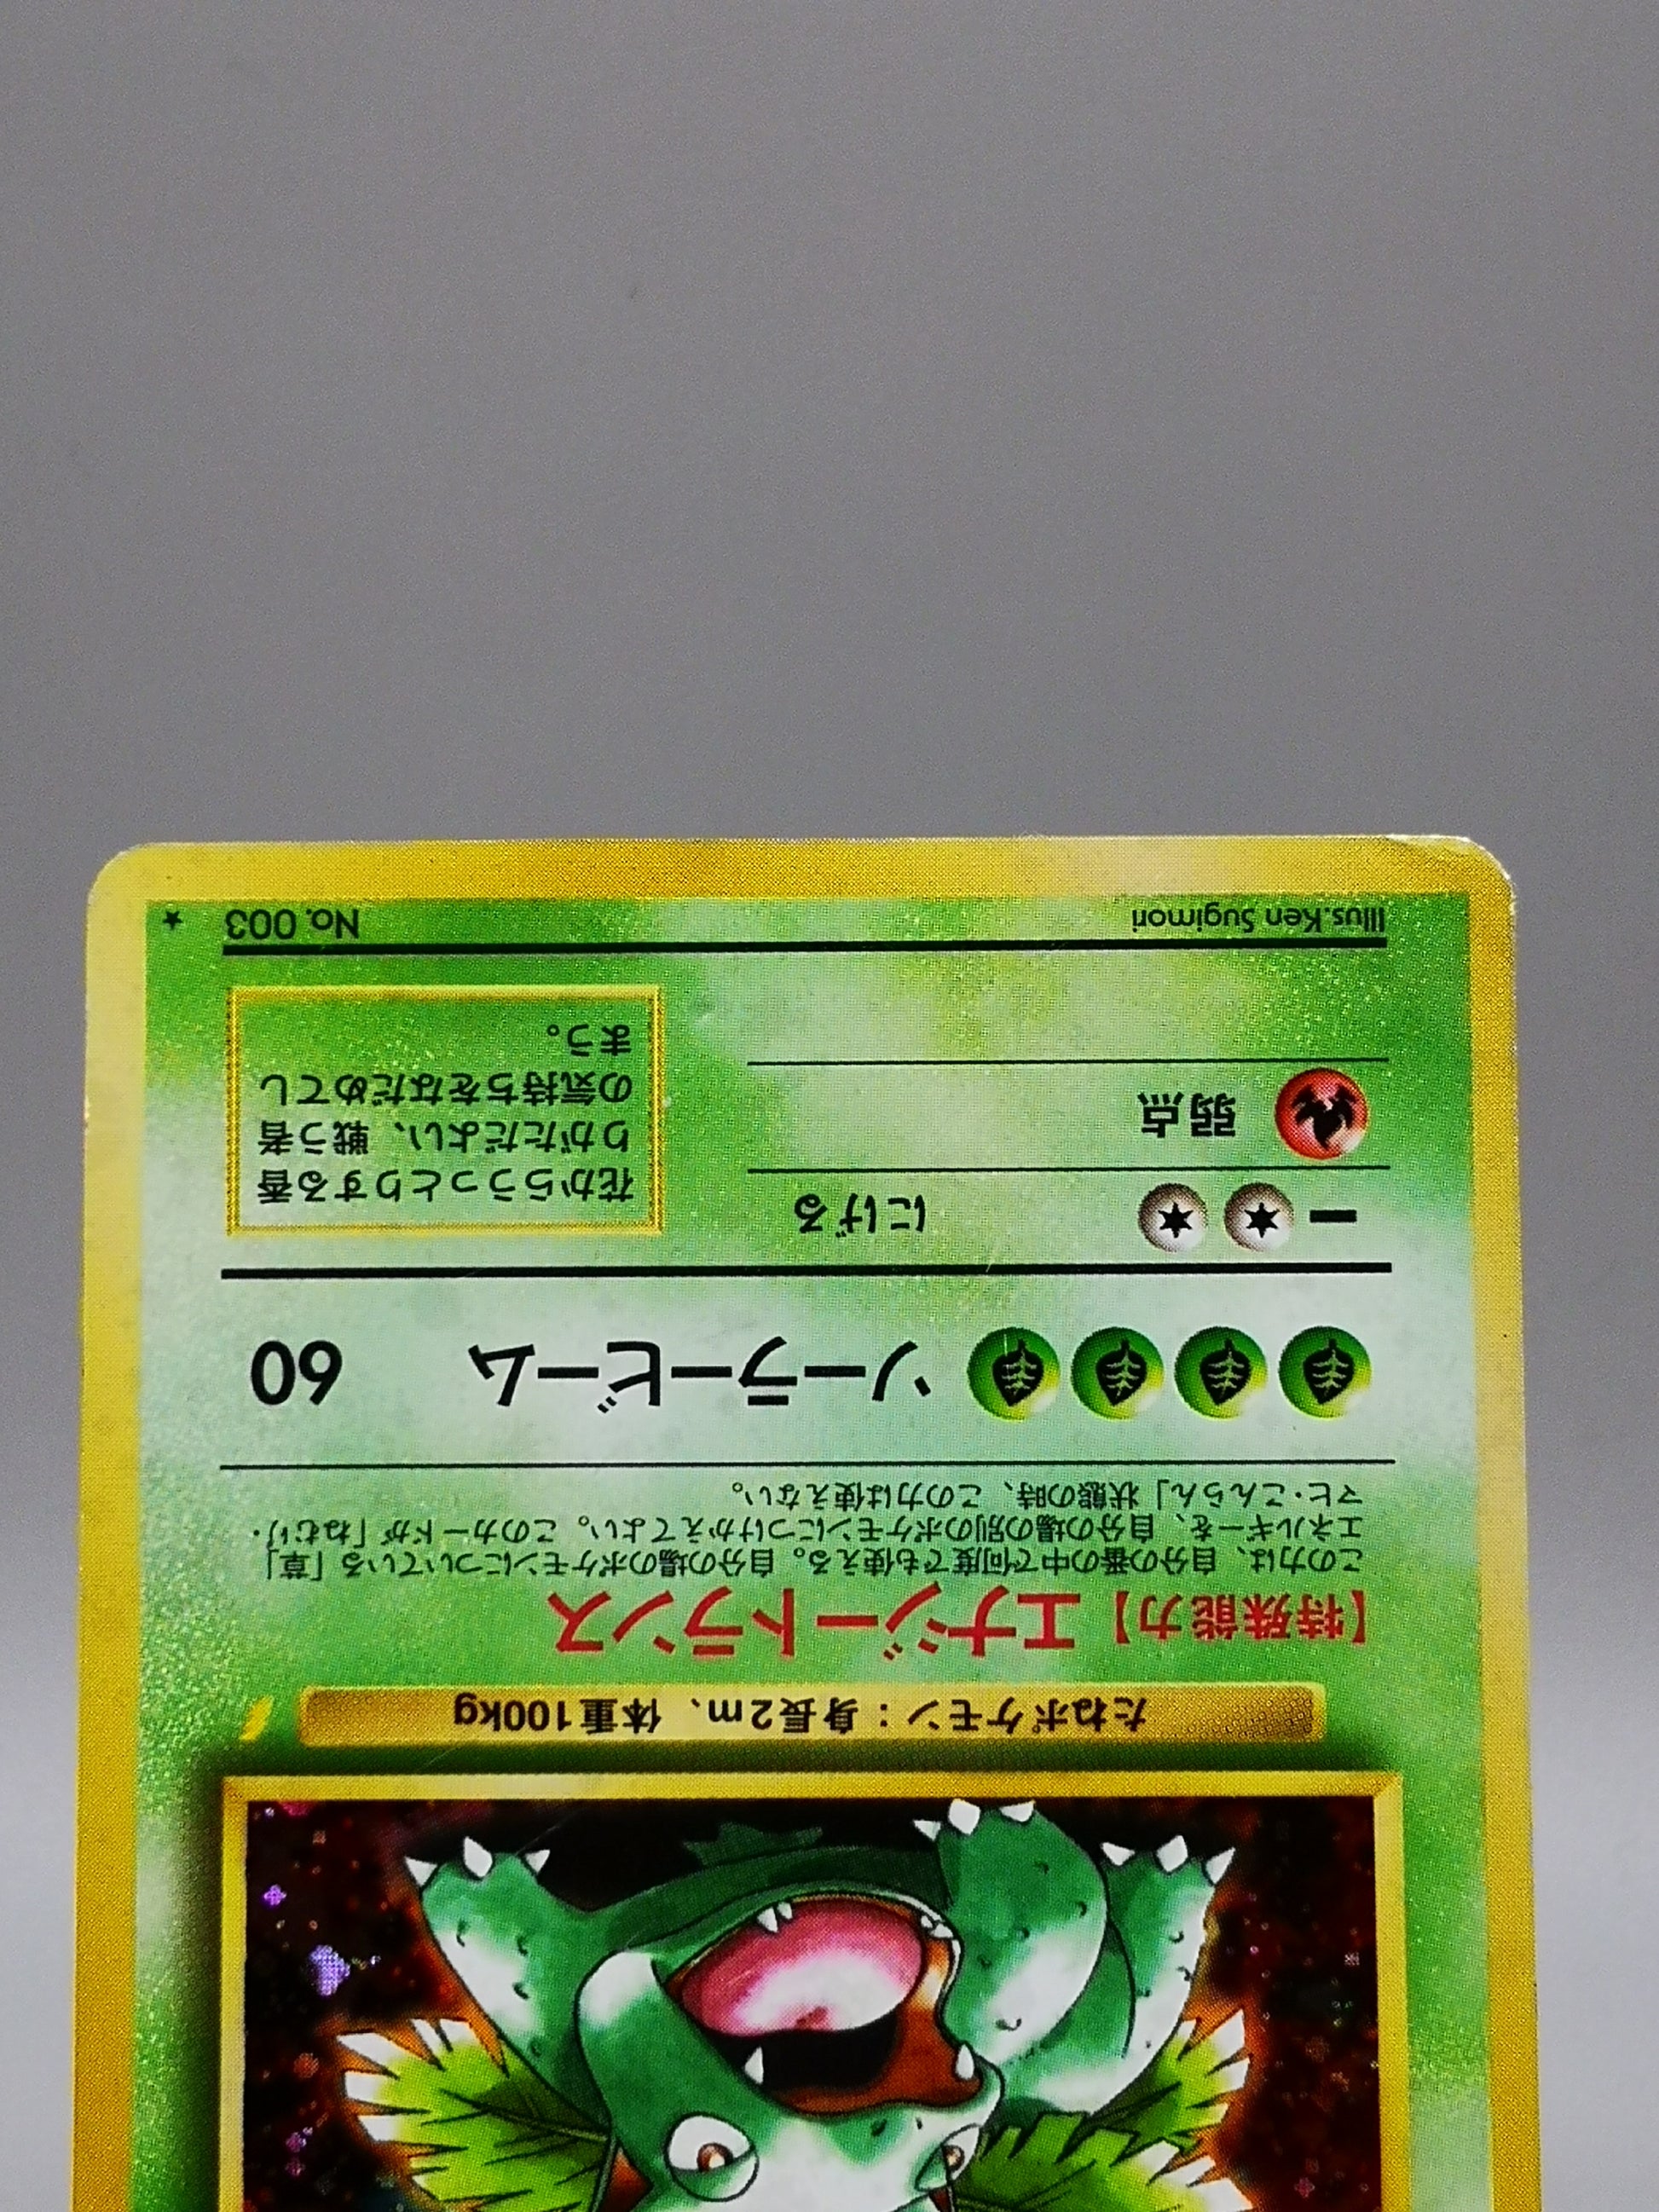 たねポケモン：身長2m、体重100kg
【特殊能力】エナジートランス
この力は、自分の番の中で何度でも使える。自分の場のポケモンについている「草」
エネルギーを、自分の場の別のポケモンにつけかえてよい。このカードが「ねむり・
マヒ・こんらん」状態の時、この力は使えない。
ソーラービーム 60
ー にげる
弱点
花からうっとりする香
りがただよい、戦う者
の気持ちをなだめてし
まう。
Illus.Ken Sugimori No. 003 ★